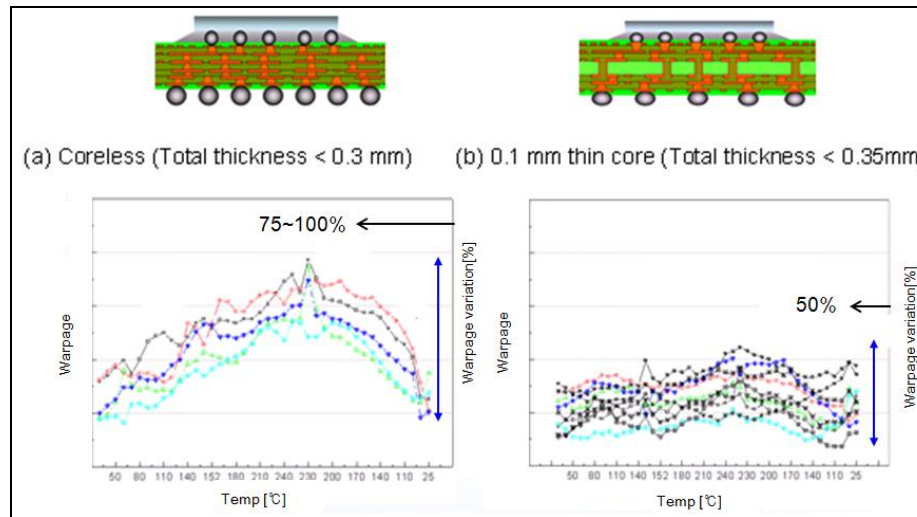 (a) Coreless (Total thickness < 0.3 mm)
(b) 0.1 mm thin core (Total thickness < 0.35mm
75~100%
Warpage
Warpage variation[%]
50 80 110 140 152 180 210 240 230 200 170 140 110 25
Temp [℃]
50%
Warpage
Warpage variation[%]
50 60 110 140 152 180 210 240 230 200 170 140 110 25
Temp [℃]